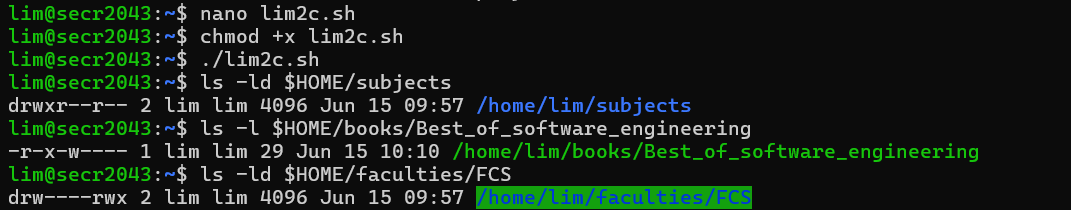 lim@secr2043:~$ nano lim2c.sh
lim@secr2043:~$ chmod +x lim2c.sh
lim@secr2043:~$ ./lim2c.sh
lim@secr2043:~$ ls -ld $HOME/subjects
drwxr--r-- 2 lim lim 4096 Jun 15 09:57 /home/lim/subjects
lim@secr2043:~$ ls -l $HOME/books/Best_of_software_engineering
-r-x-w---- 1 lim lim 29 Jun 15 10:10 /home/lim/books/Best_of_software_engineering
lim@secr2043:~$ ls -ld $HOME/faculties/FCS
drw----rwx 2 lim lim 4096 Jun 15 09:57 /home/lim/faculties/FCS